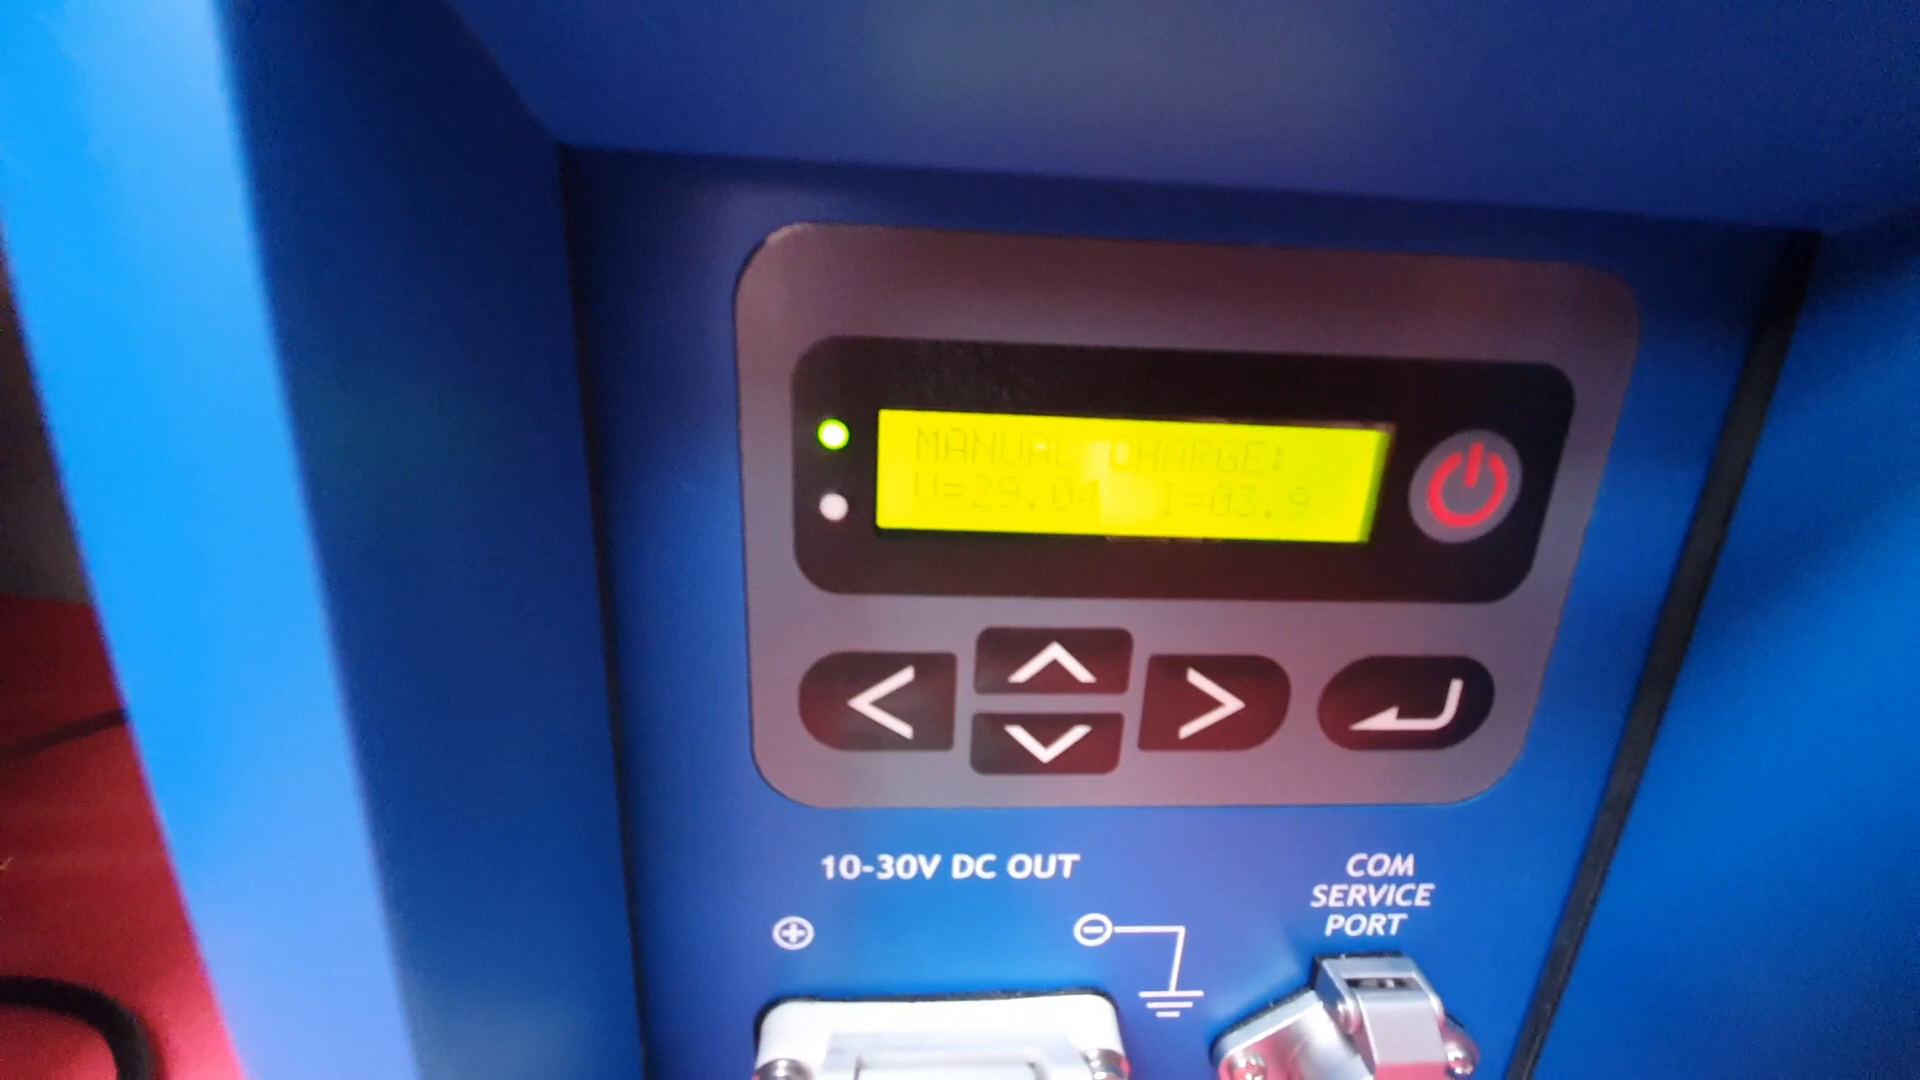 MANUAL CHARGE:
V=29.04 I=03.9
10-30V DC OUT
COM
SERVICE
PORT